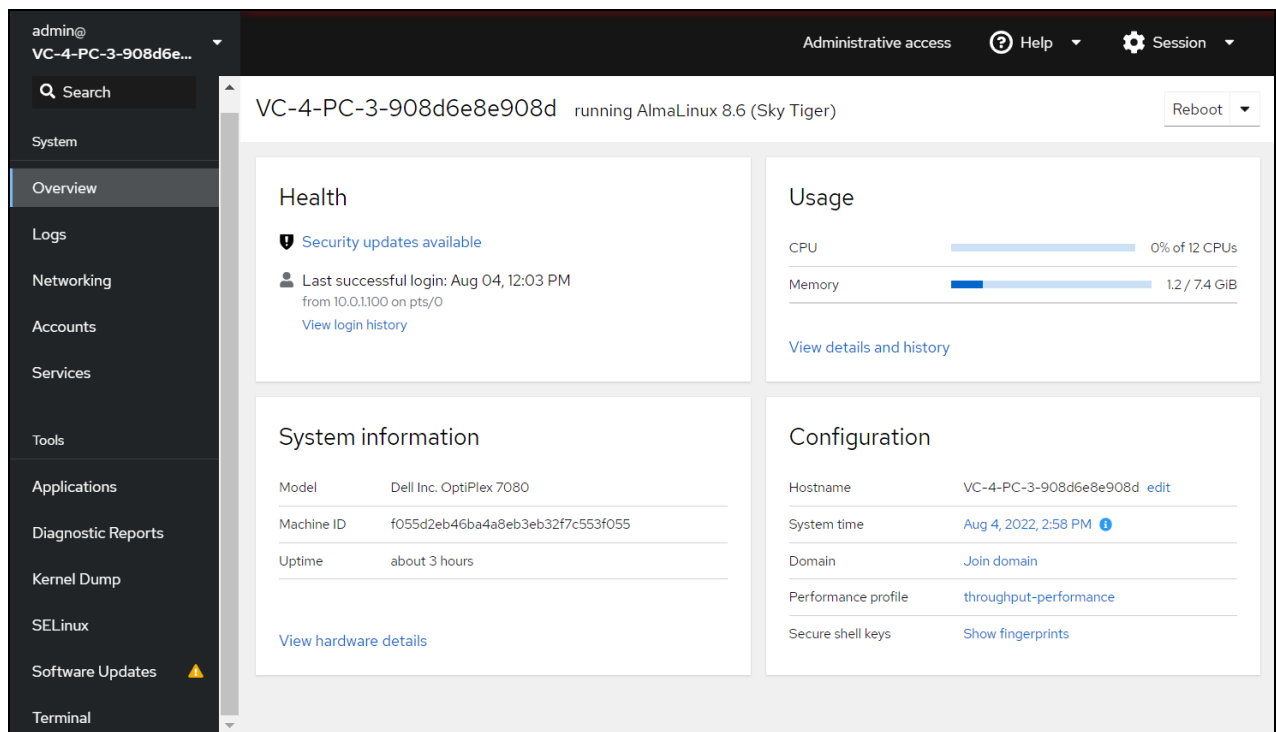 admin@
VC-4-PC-3-908d6e...
Administrative access
Help
Session
Search
System
Overview
Logs
Networking
Accounts
Services
Tools
Applications
Diagnostic Reports
Kernel Dump
SELinux
Software Updates
Terminal
VC-4-PC-3-908d6e8e908d running AlmaLinux 8.6 (Sky Tiger)
Reboot
Health
Security updates available
Last successful login: Aug 04, 12:03 PM
from 10.0.1.100 on pts/0
View login history
Usage
CPU 0% of 12 CPUs
Memory 1.2 / 7.4 GiB
View details and history
System information
Model Dell Inc. OptiPlex 7080
Machine ID f055d2eb46ba4a8eb3eb32f7c553f055
Uptime about 3 hours
View hardware details
Configuration
Hostname VC-4-PC-3-908d6e8e908d edit
System time Aug 4, 2022, 2:58 PM
Domain Join domain
Performance profile throughput-performance
Secure shell keys Show fingerprints